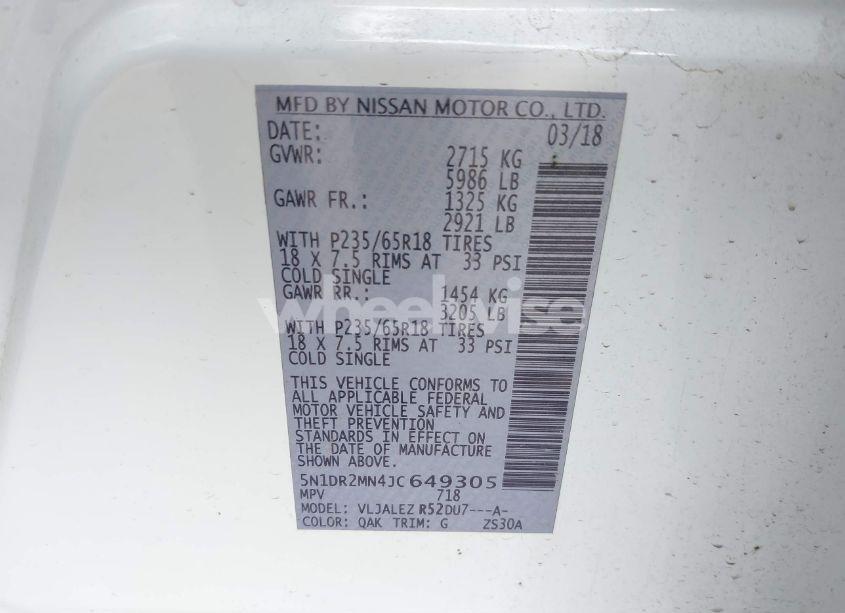 MFD BY NISSAN MOTOR CO., LTD.
DATE: 03/18
GVWR: 2715 KG
5986 LB
GAWR FR.: 1325 KG
2921 LB
WITH P235/65R18 TIRES
18 X 7.5 RIMS AT 33 PSI
COLD SINGLE
GAWR RR.: 1454 KG
3205 LB
WITH P235/65R18 TIRES
18 X 7.5 RIMS AT 33 PSI
COLD SINGLE
THIS VEHICLE CONFORMS TO
ALL APPLICABLE FEDERAL
MOTOR VEHICLE SAFETY AND
THEFT PREVENTION
STANDARDS IN EFFECT ON
THE DATE OF MANUFACTURE
SHOWN ABOVE.
5N1DR2MN4JC649305
MPV 718
MODEL: VLJALEZ R52DU7---A-
COLOR: QAK TRIM: G ZS30A
wheelwise